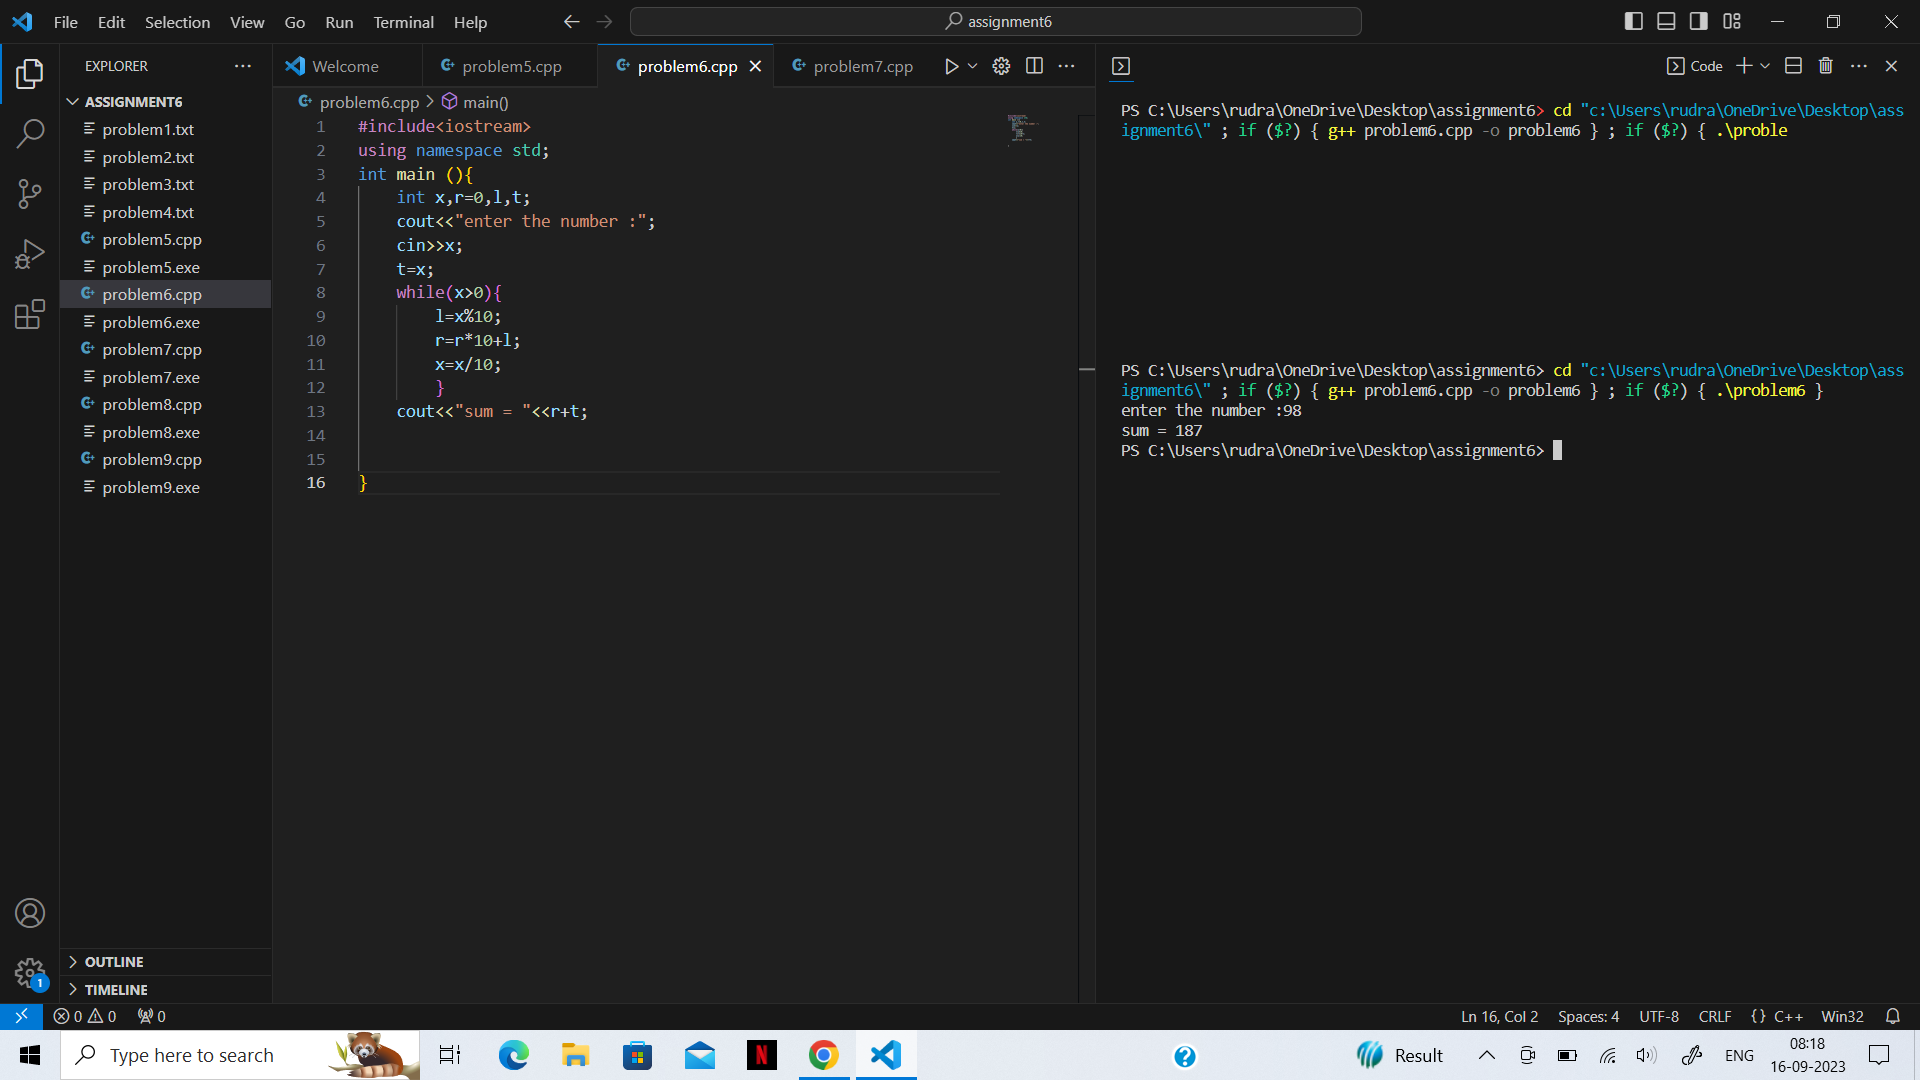 File Edit Selection View Go Run Terminal Help
assignment6
EXPLORER
ASSIGNMENT6
problem1.txt
problem2.txt
problem3.txt
problem4.txt
problem5.cpp
problem5.exe
problem6.cpp
problem6.exe
problem7.cpp
problem7.exe
problem8.cpp
problem8.exe
problem9.cpp
problem9.exe
OUTLINE
TIMELINE
Welcome problem5.cpp problem6.cpp problem7.cpp
problem6.cpp > main()
1 #include<iostream>
2 using namespace std;
3 int main (){
4 int x,r=0,l,t;
5 cout<<"enter the number :";
6 cin>>x;
7 t=x;
8 while(x>0){
9 l=x%10;
10 r=r*10+l;
11 x=x/10;
12 }
13 cout<<"sum = "<<r+t;
14
15
16 }
Code
PS C:\Users\rudra\OneDrive\Desktop\assignment6> cd "c:\Users\rudra\OneDrive\Desktop\ass
ignment6\" ; if ($?) { g++ problem6.cpp -o problem6 } ; if ($?) { .\proble
PS C:\Users\rudra\OneDrive\Desktop\assignment6> cd "c:\Users\rudra\OneDrive\Desktop\ass
ignment6\" ; if ($?) { g++ problem6.cpp -o problem6 } ; if ($?) { .\problem6 }
enter the number :98
sum = 187
PS C:\Users\rudra\OneDrive\Desktop\assignment6>
1
0 0 0
Ln 16, Col 2 Spaces: 4 UTF-8 CRLF {} C++ Win32
Type here to search
N
Result
ENG
08:18
16-09-2023